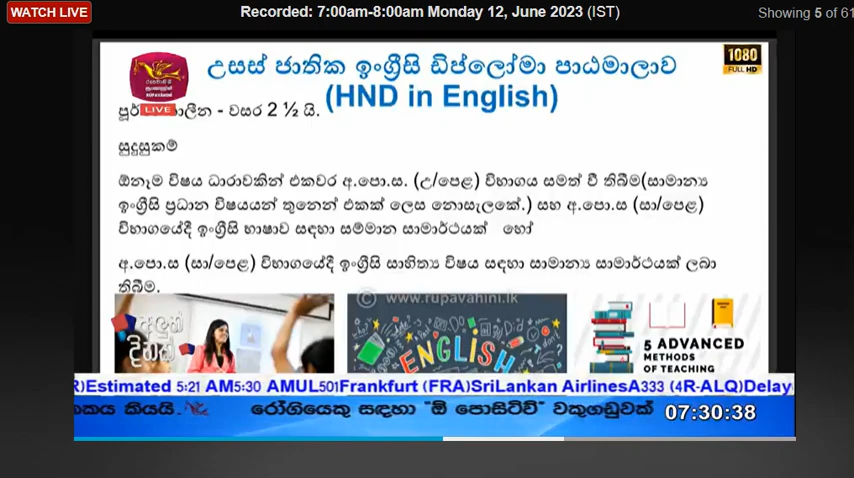 WATCH LIVE
Recorded: 7:00am-8:00am Monday 12, June 2023 (IST)
Showing 5 of 61
උසස් ජාතික ඉංග්‍රීසි ඩිප්ලෝමා පාඨමාලාව
(HND in English)
1080
FULL HD
LIVE
වසර 2 ½ යි.
සුදුසුකම්
ඕනෑම විෂය ධාරාවකින් එකවර අ.පො.ස. (උ/පෙළ) විභාගය සමත් වී තිබීම(සාමාන්‍ය
ඉංග්‍රීසි ප්‍රධාන විෂයයන් තුනෙන් එකක් ලෙස නොසැලකේ.) සහ අ.පො.ස (සා/පෙළ)
විභාගයේදී ඉංග්‍රීසි භාෂාව සඳහා සම්මාන සාමාර්ථයක් හෝ
අ.පො.ස (සා/පෙළ) විභාගයේදී ඉංග්‍රීසි සාහිත්‍ය විෂය සඳහා සාමාන්‍ය සාමාර්ථයක් ලබා
තිබීම.
© www.rupavahini.lk
අලුත්
දිනක්
ENGLISH
5 ADVANCED
METHODS
OF TEACHING
R)Estimated 5:21 AM5:30 AMUL501Frankfurt (FRA)SriLankan AirlinesA333 (4R-ALQ)Delay
කය කියයි. රෝගියෙකු සඳහා "ඕ පොසිටිව්" වකුගඩුවක් 07:30:38